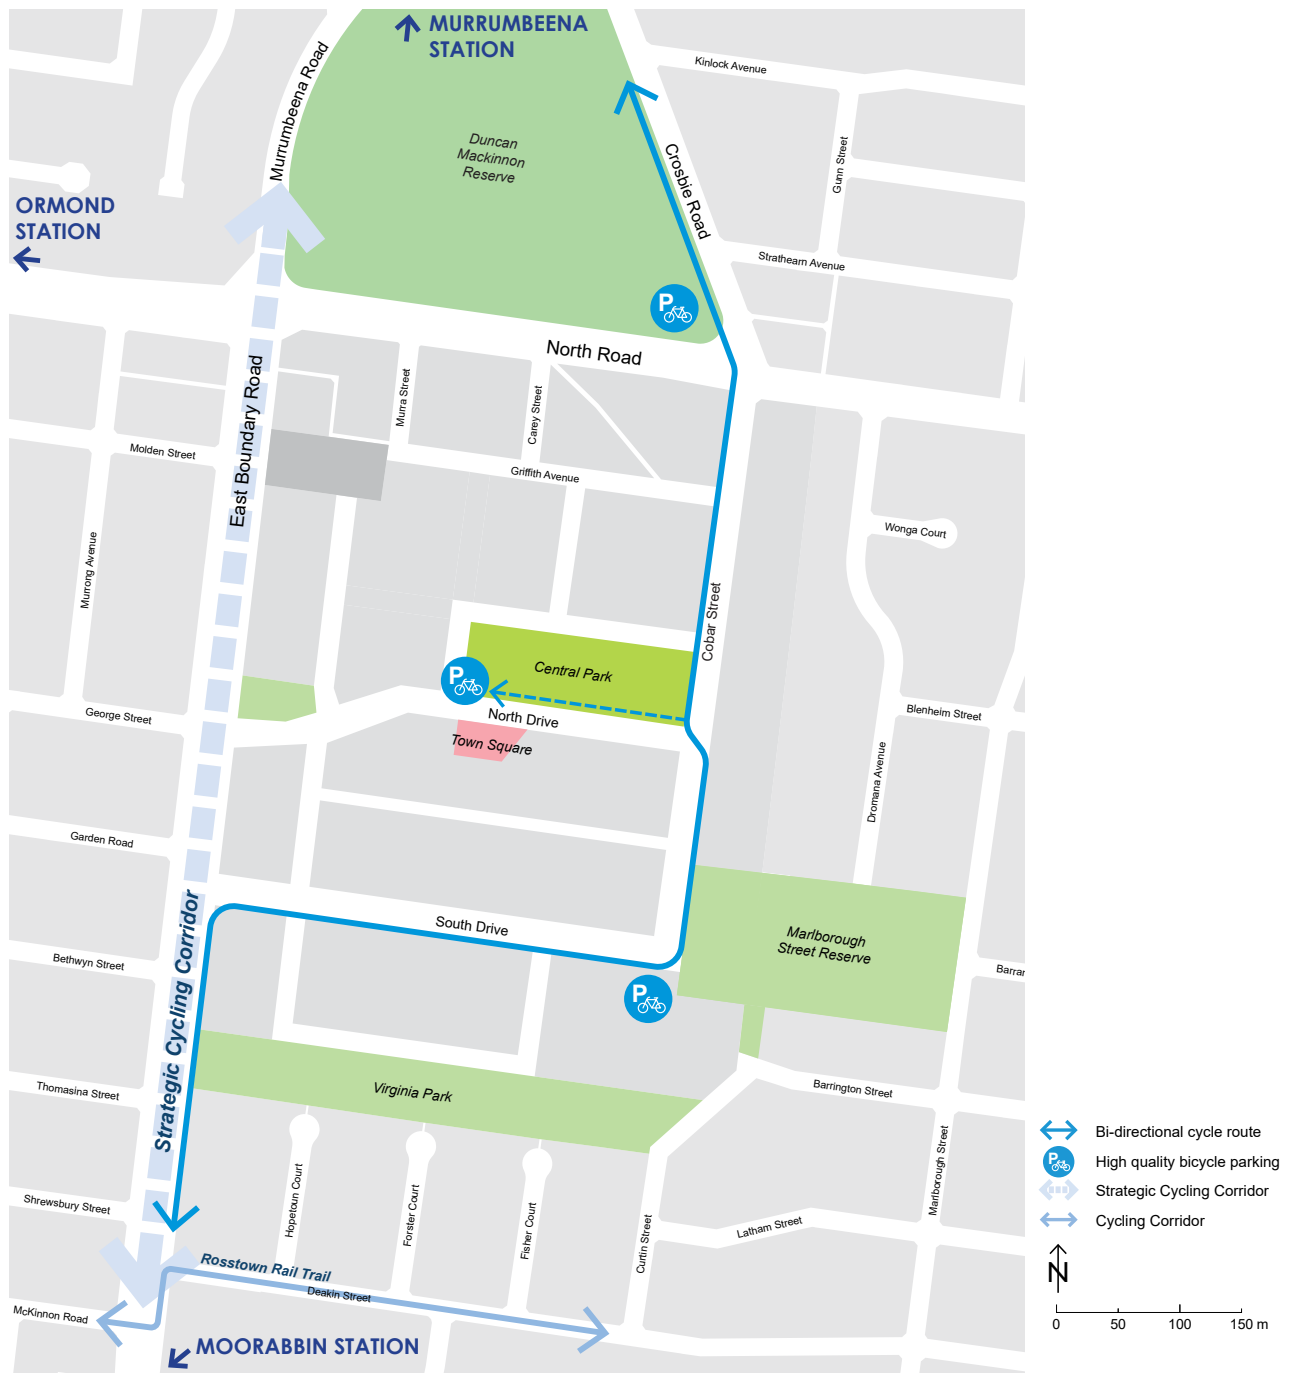 MURRUMBEENA
STATION
Kinlock Avenue
Murrumbeena Road
Duncan
Mackinnon
Reserve
Crosbie Road
Gunn Street
ORMOND
STATION
Strathearn Avenue
P
North Road
East Boundary Road
Murra Street
Carey Street
Molden Street
Griffith Avenue
Wonga Court
Murrong Avenue
Cobar Street
Central Park
P
George Street
North Drive
Blenheim Street
Town Square
Dromana Avenue
Garden Road
South Drive
Marlborough
Street Reserve
Strategic Cycling Corridor
Bethwyn Street
Barrar
P
Thomasina Street
Virginia Park
Barrington Street
Marlborough Street
Bi-directional cycle route
P
High quality bicycle parking
Strategic Cycling Corridor
Cycling Corridor
Shrewsbury Street
Hopetoun Court
Forster Court
Fisher Court
Curtin Street
Latham Street
Rosstown Rail Trail
Deakin Street
N
McKinnon Road
MOORABBIN STATION
0 50 100 150 m